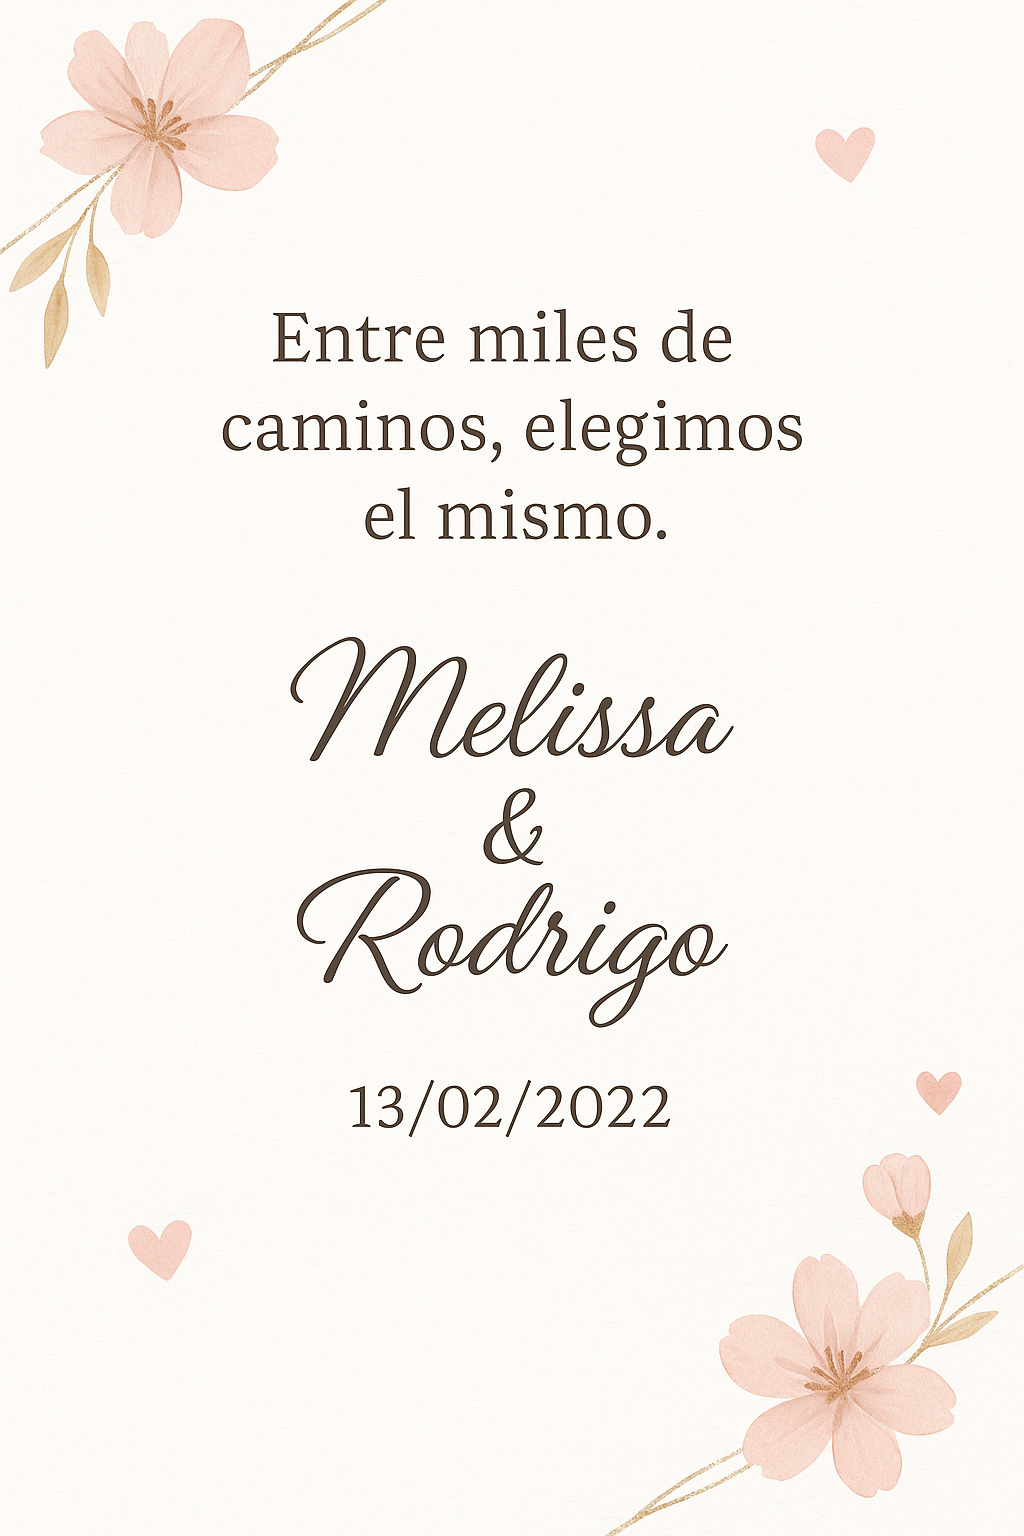 Entre miles de
caminos, elegimos
el mismo.
Melissa
&
Rodrigo
13/02/2022